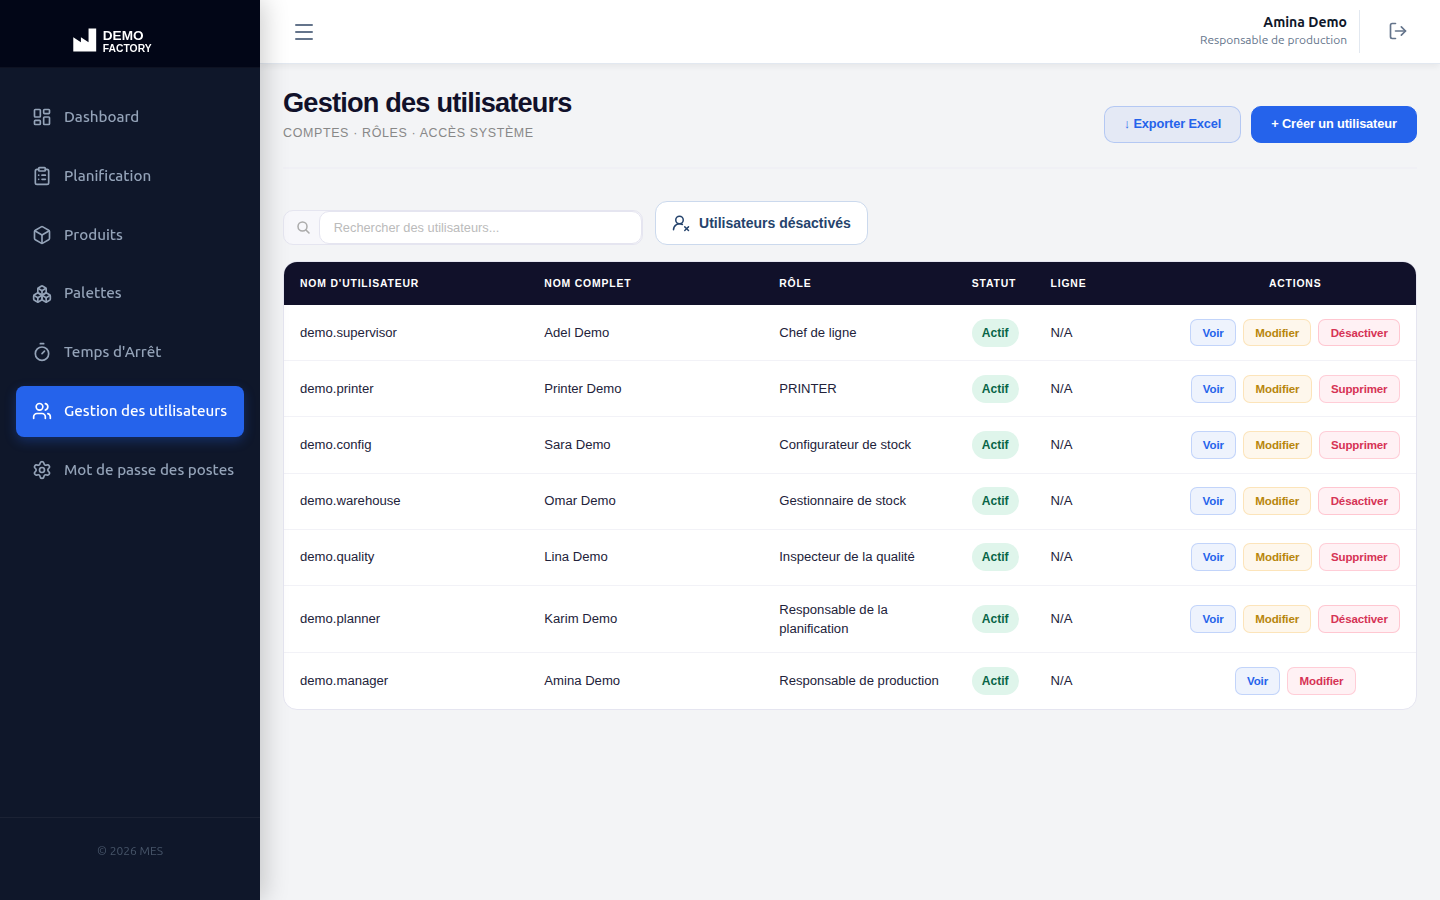 DEMO
FACTORY
Amina Demo
Responsable de production
Dashboard
Planification
Produits
Palettes
Temps d'Arrêt
Gestion des utilisateurs
Mot de passe des postes
© 2026 MES
Gestion des utilisateurs
COMPTES · RÔLES · ACCÈS SYSTÈME
↓ Exporter Excel
+ Créer un utilisateur
Rechercher des utilisateurs...
Utilisateurs désactivés
NOM D'UTILISATEUR NOM COMPLET RÔLE STATUT LIGNE ACTIONS
demo.supervisor Adel Demo Chef de ligne Actif N/A Voir Modifier Désactiver
demo.printer Printer Demo PRINTER Actif N/A Voir Modifier Supprimer
demo.config Sara Demo Configurateur de stock Actif N/A Voir Modifier Supprimer
demo.warehouse Omar Demo Gestionnaire de stock Actif N/A Voir Modifier Désactiver
demo.quality Lina Demo Inspecteur de la qualité Actif N/A Voir Modifier Supprimer
demo.planner Karim Demo Responsable de la
planification Actif N/A Voir Modifier Désactiver
demo.manager Amina Demo Responsable de production Actif N/A Voir Modifier